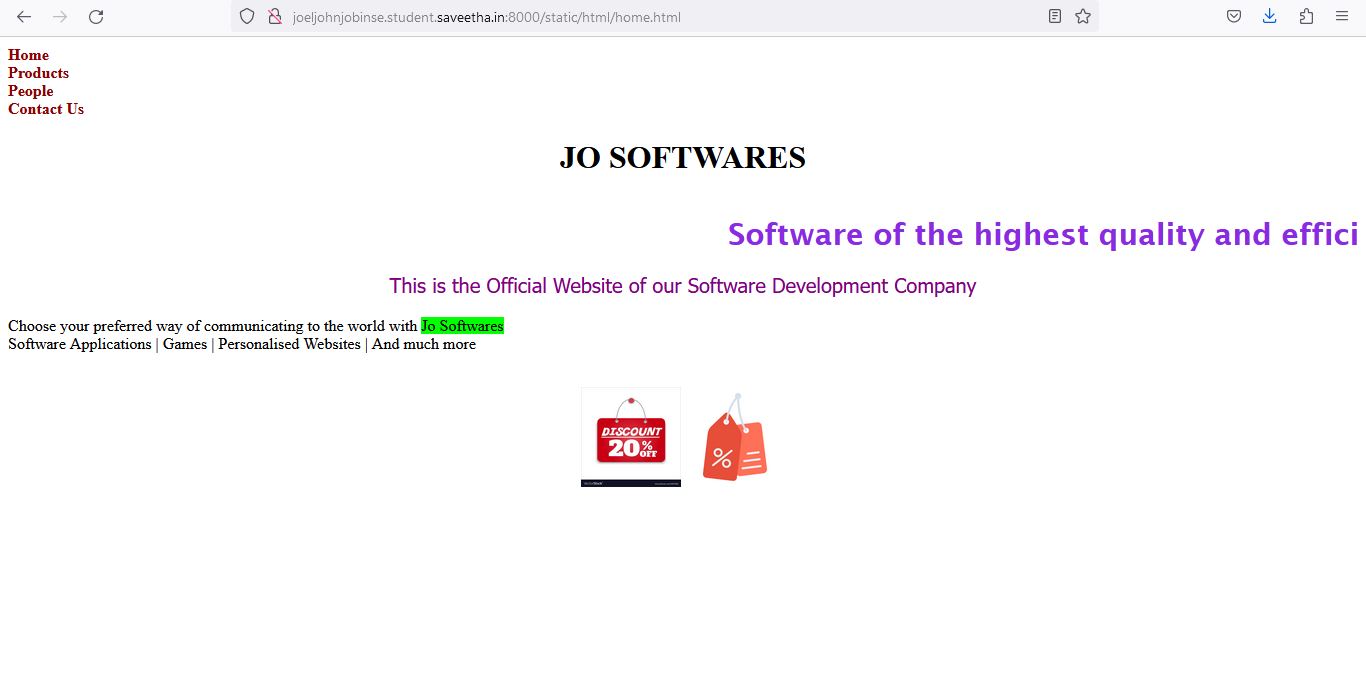 joeljohnjobinse.student.saveetha.in:8000/static/html/home.html
Home
Products
People
Contact Us
JO SOFTWARES
Software of the highest quality and effici
This is the Official Website of our Software Development Company
Choose your preferred way of communicating to the world with Jo Softwares
Software Applications | Games | Personalised Websites | And much more
DISCOUNT
20% OFF
%